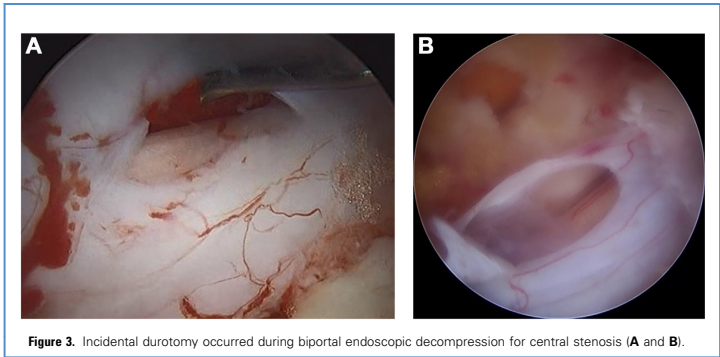 A
B
Figure 3. Incidental durotomy occurred during biportal endoscopic decompression for central stenosis (A and B).